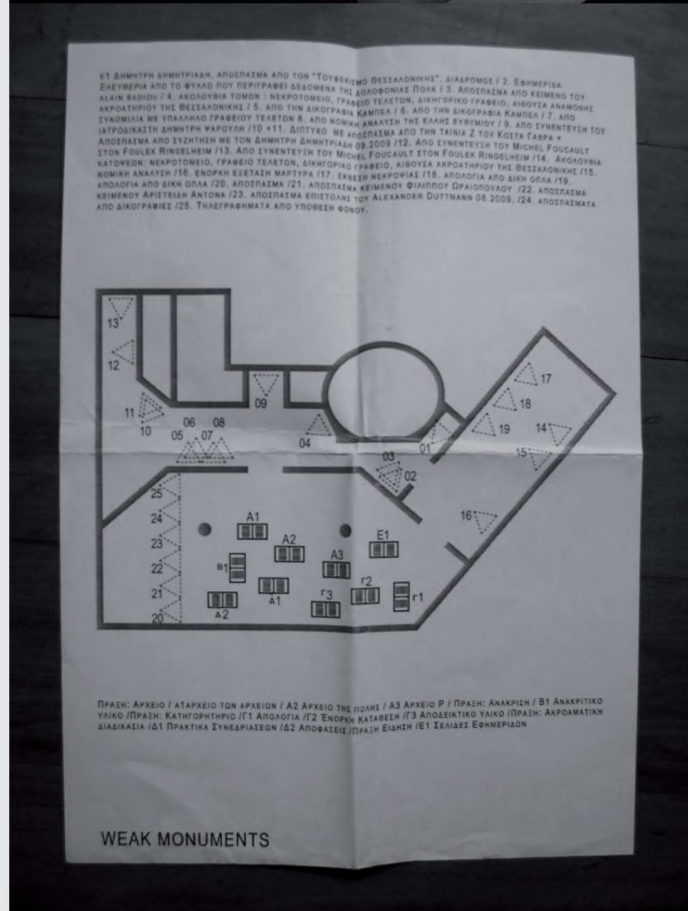 Ε1 ΔΗΜΗΤΡΗ ΔΗΜΗΤΡΙΑΔΗ, ΑΠΟΣΠΑΣΜΑ ΑΠΟ ΤΟΝ "ΤΟΥΦΕΚΙΣΜΟ ΘΕΣΣΑΛΟΝΙΚΗΣ". ΔΙΑΔΡΟΜΟΣ / 2. ΕΦΗΜΕΡΙΔΑ
ΕΛΕΥΘΕΡΙΑ ΑΠΟ ΤΟ ΦΥΛΛΟ ΠΟΥ ΠΕΡΙΓΡΑΦΕΙ ΔΕΔΟΜΕΝΑ ΤΗΣ ΔΟΛΟΦΟΝΙΑΣ ΠΟΛΚ / 3. ΑΠΟΣΠΑΣΜΑ ΑΠΟ ΚΕΙΜΕΝΟ ΤΟΥ
ALAIN BADIOU / 4. ΑΚΟΛΟΥΘΙΑ ΤΟΜΩΝ : ΝΕΚΡΟΤΟΜΕΙΟ, ΓΡΑΦΕΙΟ ΤΕΛΕΤΩΝ, ΔΙΚΗΓΟΡΙΚΟ ΓΡΑΦΕΙΟ, ΑΙΘΟΥΣΑ ΑΝΑΜΟΝΗΣ
ΑΚΡΟΑΤΗΡΙΟΥ ΤΗΣ ΘΕΣΣΑΛΟΝΙΚΗΣ / 5. ΑΠΟ ΤΗΝ ΔΙΚΟΓΡΑΦΙΑ ΚΑΜΠΕΛ / 6. ΑΠΟ ΤΗΝ ΔΙΚΟΓΡΑΦΙΑ ΚΑΜΠΕΛ / 7. ΑΠΟ
ΣΥΝΟΜΙΛΙΑ ΜΕ ΥΠΑΛΛΗΛΟ ΓΡΑΦΕΙΟΥ ΤΕΛΕΤΩΝ 8. ΑΠΟ ΝΟΜΙΚΗ ΑΝΑΛΥΣΗ ΤΗΣ ΕΛΛΗΣ ΕΥΘΥΜΙΟΥ / 9. ΑΠΟ ΣΥΝΕΝΤΕΥΞΗ ΤΟΥ
ΙΑΤΡΟΔΙΚΑΣΤΗ ΔΗΜΗΤΡΗ ΨΑΡΟΥΛΗ /10 +11. ΔΙΠΤΥΧΟ ΜΕ ΑΠΟΣΠΑΣΜΑ ΑΠΟ ΤΗΝ ΤΑΙΝΙΑ Ζ ΤΟΥ ΚΟΣΤΑ ΓΑΒΡΑ +
ΑΠΟΣΠΑΣΜΑ ΑΠΟ ΣΥΖΗΤΗΣΗ ΜΕ ΤΟΝ ΔΗΜΗΤΡΗ ΔΗΜΗΤΡΙΑΔΗ 09.2009 /12. ΑΠΟ ΣΥΝΕΝΤΕΥΞΗ ΤΟΥ MICHEL FOUCAULT
ΣΤΟΝ FOULEK RINGELHEIM /13. ΑΠΟ ΣΥΝΕΝΤΕΥΞΗ ΤΟΥ MICHEL FOUCAULT ΣΤΟΝ FOULEK RINGELHEIM /14. ΑΚΟΛΟΥΘΙΑ
ΚΑΤΟΨΕΩΝ: ΝΕΚΡΟΤΟΜΕΙΟ, ΓΡΑΦΕΙΟ ΤΕΛΕΤΩΝ, ΔΙΚΗΓΟΡΙΚΟ ΓΡΑΦΕΙΟ, ΑΙΘΟΥΣΑ ΑΚΡΟΑΤΗΡΙΟΥ ΤΗΣ ΘΕΣΣΑΛΟΝΙΚΗΣ /15.
ΝΟΜΙΚΗ ΑΝΑΛΥΣΗ /16. ΕΝΟΡΚΗ ΕΞΕΤΑΣΗ ΜΑΡΤΥΡΑ /17. ΕΚΘΕΣΗ ΝΕΚΡΟΨΙΑΣ /18. ΑΠΟΛΟΓΙΑ ΑΠΟ ΔΙΚΗ ΟΠΛΑ /19.
ΑΠΟΛΟΓΙΑ ΑΠΟ ΔΙΚΗ ΟΠΛΑ /20. ΑΠΟΣΠΑΣΜΑ /21. ΑΠΟΣΠΑΣΜΑ ΚΕΙΜΕΝΟΥ ΦΙΛΙΠΠΟΥ ΩΡΑΙΟΠΟΥΛΟΥ /22. ΑΠΟΣΠΑΣΜΑ
ΚΕΙΜΕΝΟΥ ΑΡΙΣΤΕΙΔΗ ΑΝΤΟΝΑ /23. ΑΠΟΣΠΑΣΜΑ ΕΠΙΣΤΟΛΗΣ ΤΟΥ ALEXANDER DUTTMANN 08.2009, /24. ΑΠΟΣΠΑΣΜΑΤΑ
ΑΠΟ ΔΙΚΟΓΡΑΦΙΕΣ /25. ΤΗΛΕΓΡΑΦΗΜΑΤΑ ΑΠΟ ΥΠΟΘΕΣΗ ΦΟΝΟΥ.
13
12
11
10
09
06 08
05 07
04
03
02
01
17
18
19
14
15
16
25
24
23
22
21
20
Α1
Α2
Α3
Ε1
Β1
Δ1
Δ2
Γ3
Γ2
Γ1
ΠΡΑΞΗ: ΑΡΧΕΙΟ / Α1ΑΡΧΕΙΟ ΤΩΝ ΑΡΧΕΙΩΝ / Α2 ΑΡΧΕΙΟ ΤΗΣ ΠΟΛΗΣ / Α3 ΑΡΧΕΙΟ Ρ / ΠΡΑΞΗ: ΑΝΑΚΡΙΣΗ / Β1 ΑΝΑΚΡΙΤΙΚΟ
ΥΛΙΚΟ /ΠΡΑΞΗ: ΚΑΤΗΓΟΡΗΤΗΡΙΟ /Γ1 ΑΠΟΛΟΓΙΑ /Γ2 ΈΝΟΡΚΗ ΚΑΤΑΘΕΣΗ /Γ3 ΑΠΟΔΕΙΚΤΙΚΟ ΥΛΙΚΟ /ΠΡΑΞΗ: ΑΚΡΟΑΜΑΤΙΚΗ
ΔΙΑΔΙΚΑΣΙΑ /Δ1 ΠΡΑΚΤΙΚΑ ΣΥΝΕΔΡΙΑΣΕΩΝ /Δ2 ΑΠΟΦΑΣΕΙΣ /ΠΡΑΞΗ ΕΙΔΗΣΗ /Ε1 ΣΕΛΙΔΕΣ ΕΦΗΜΕΡΙΔΩΝ
WEAK MONUMENTS